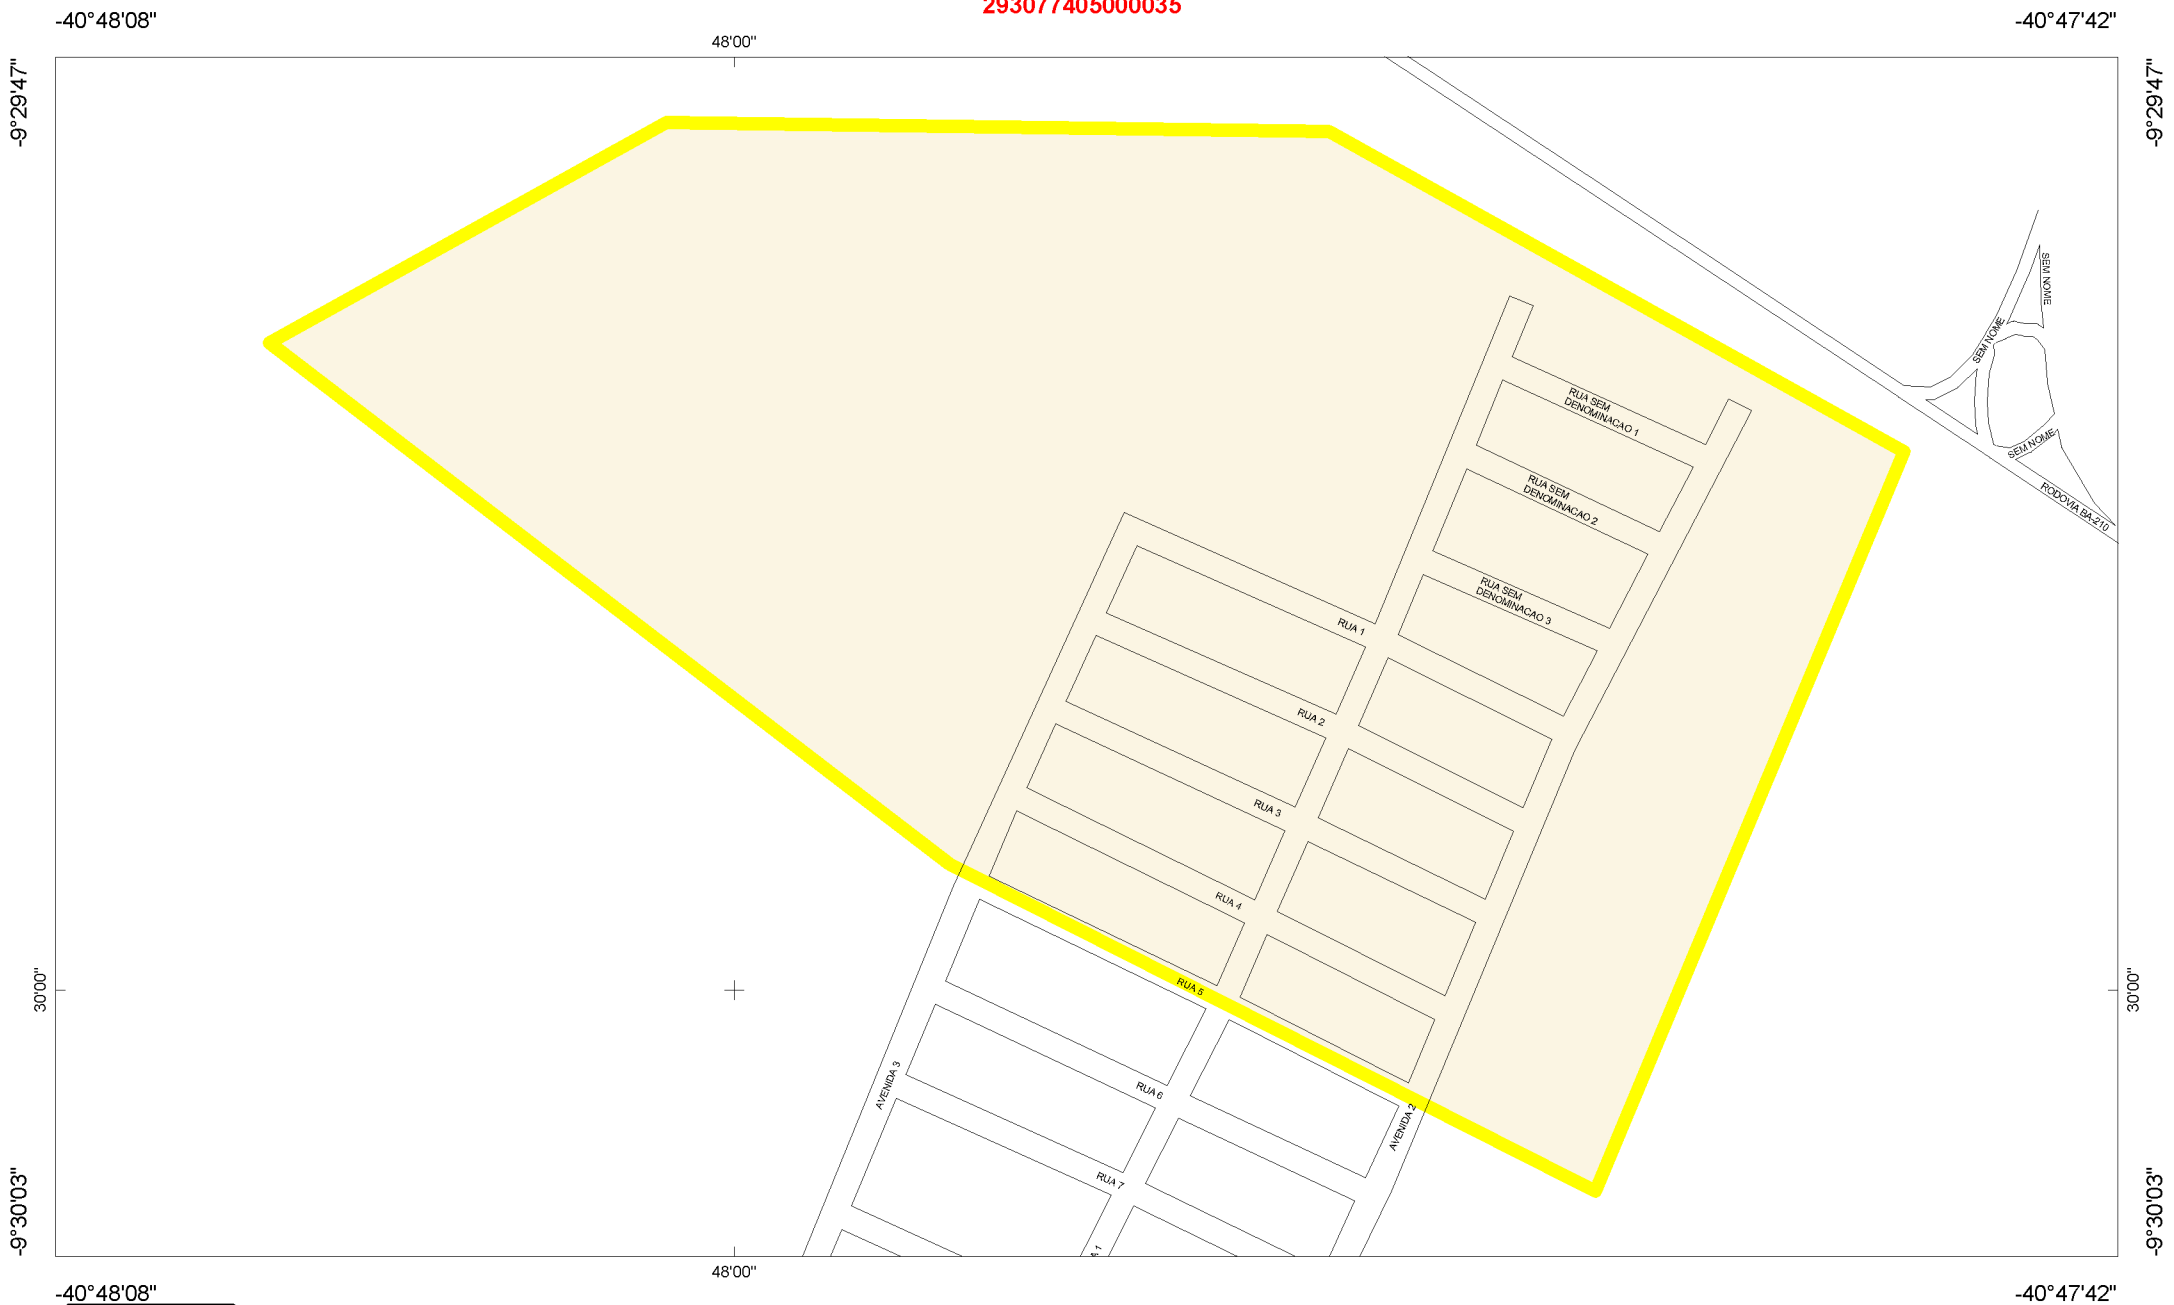 293077405000035
-40°48'08"
-40°47'42"
48'00"
-9°29'47"
-9°29'47"
SEM NOME
SEM NOME
SEM NOME
RODOVIA BA-210
RUA SEM
DENOMINACAO 1
RUA SEM
DENOMINACAO 2
RUA SEM
DENOMINACAO 3
RUA 1
RUA 2
RUA 3
RUA 4
RUA 5
30'00"
30'00"
AVENIDA 3
RUA 6
AVENIDA 2
RUA 7
-9°30'03"
-9°30'03"
48'00"
-40°48'08"
-40°47'42"